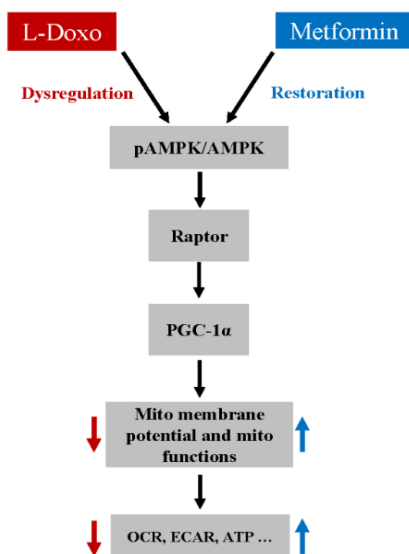 L-Doxo
Metformin
Dysregulation
Restoration
pAMPK/AMPK
Raptor
PGC-1α
Mito membrane
potential and mito
functions
OCR, ECAR, ATP ...